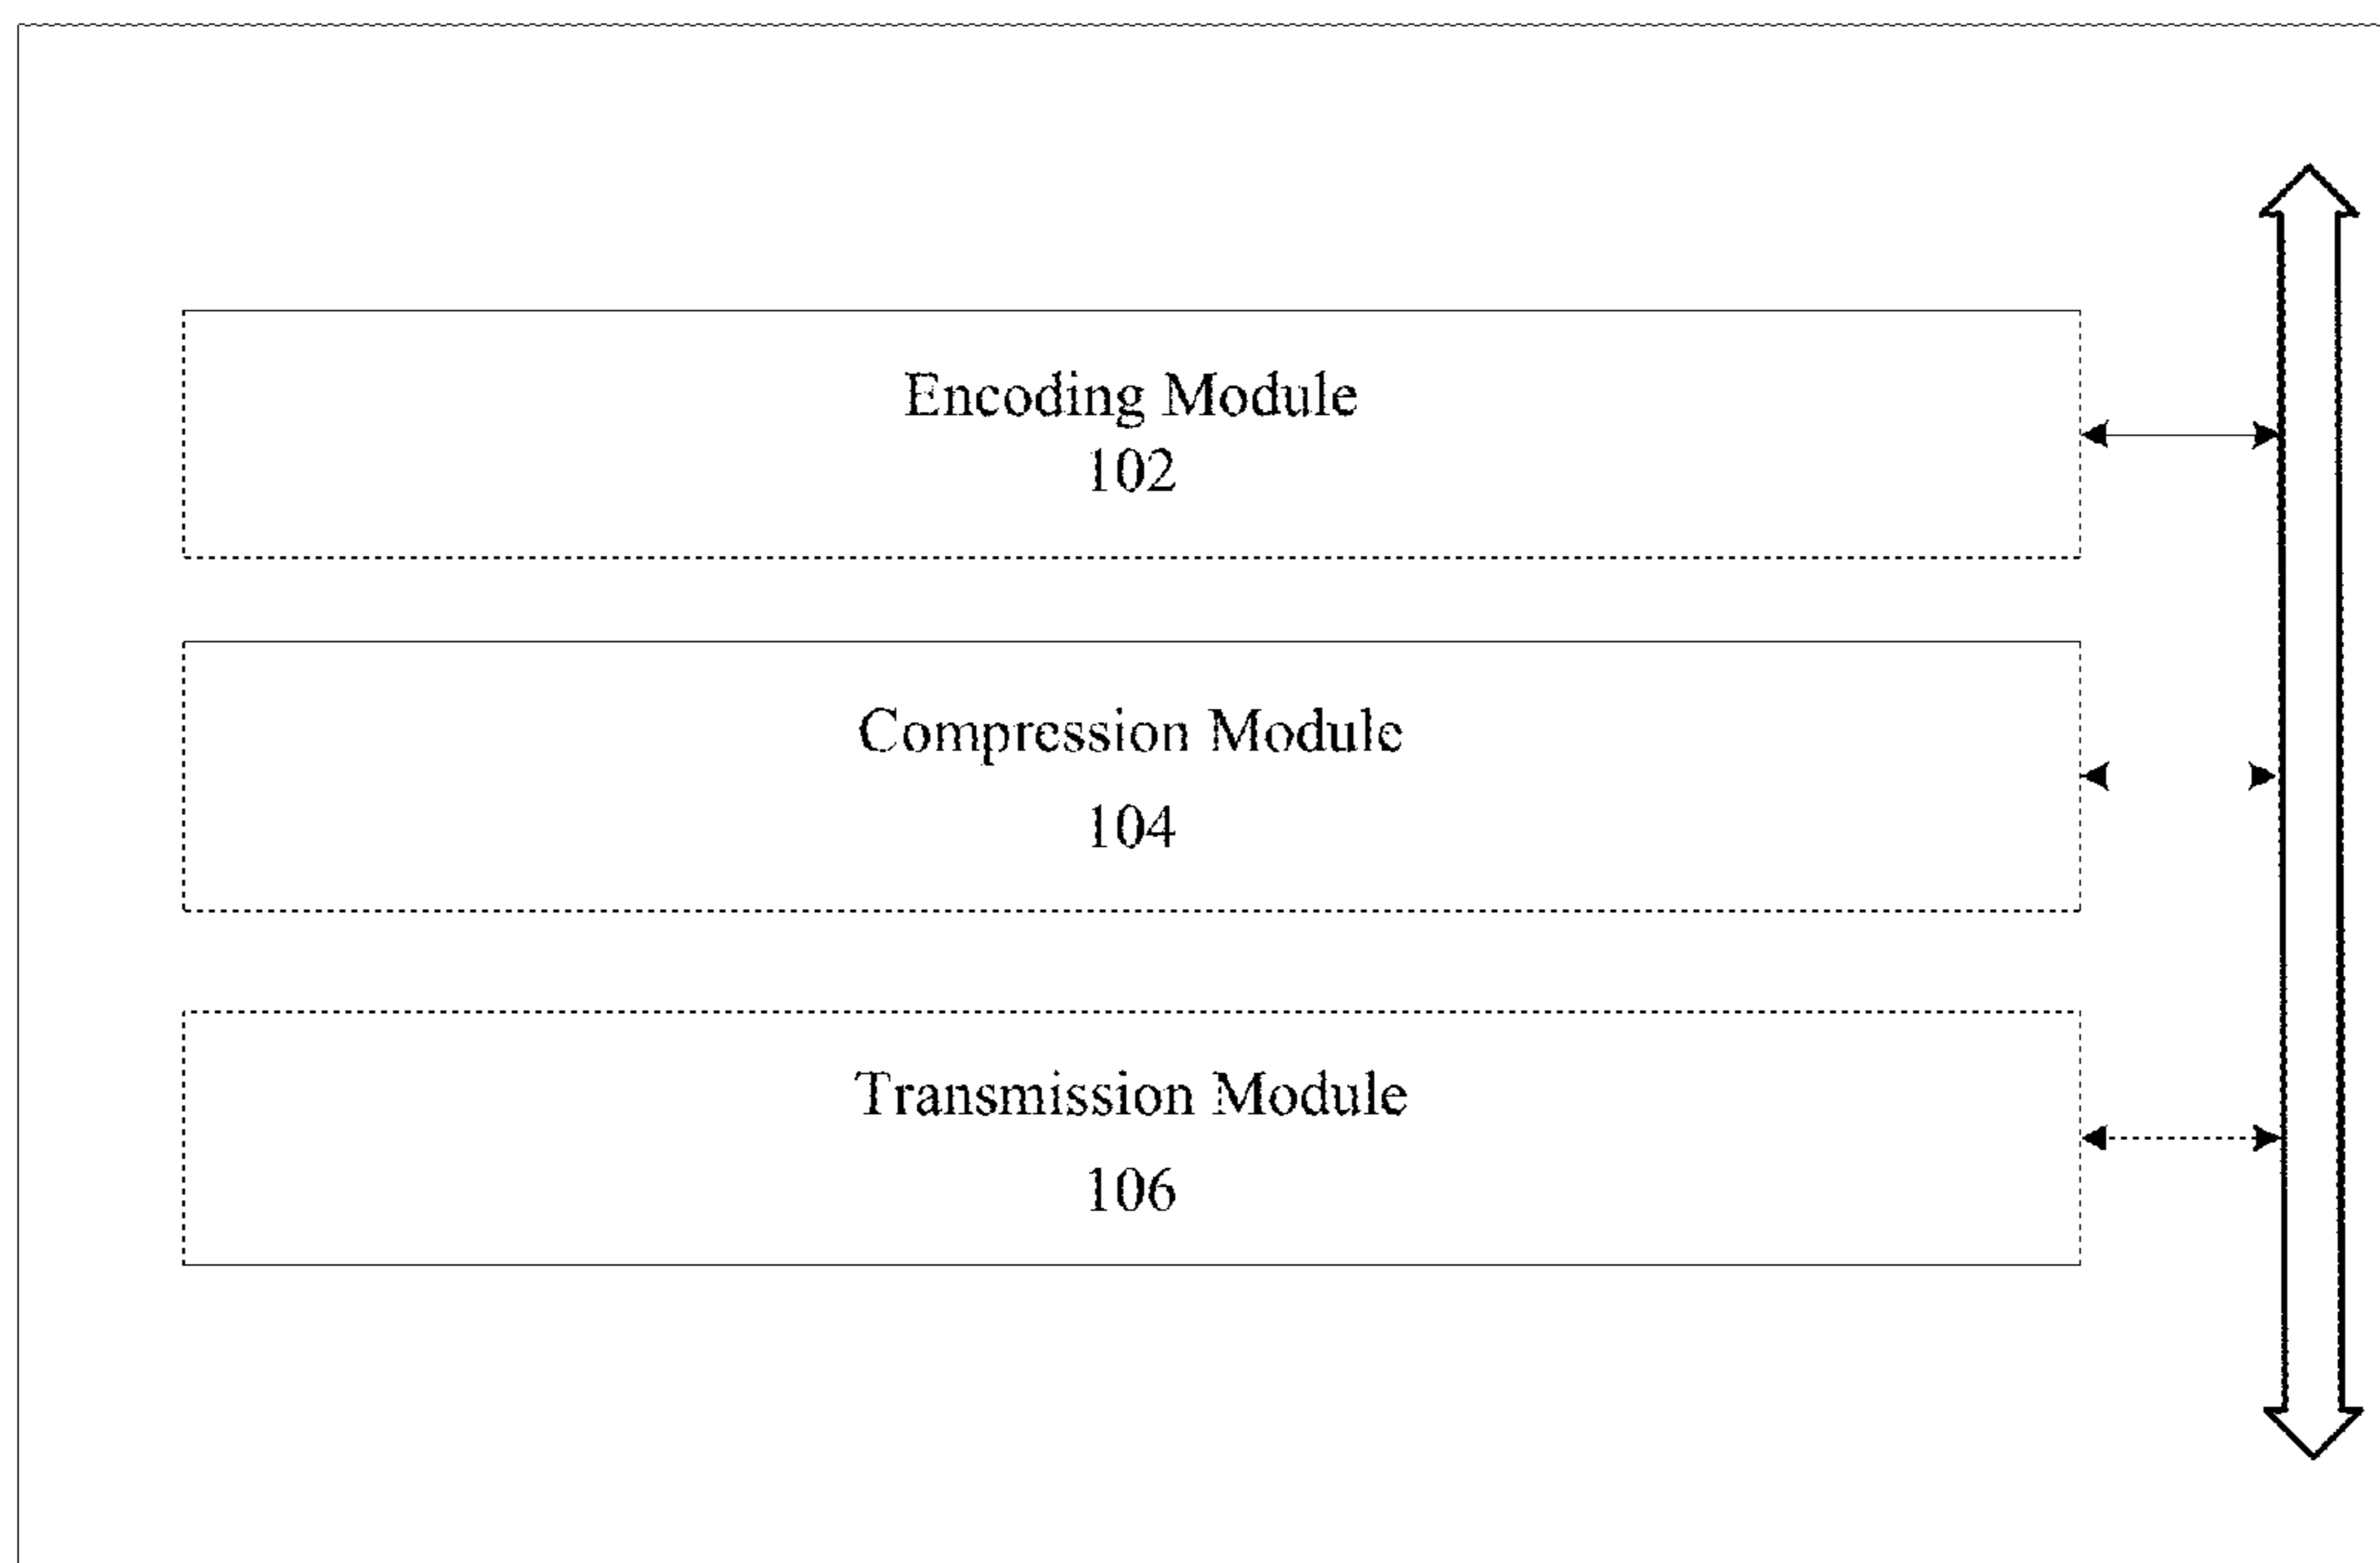 Encoding Module
102
Compression Module
104
Transmission Module
106